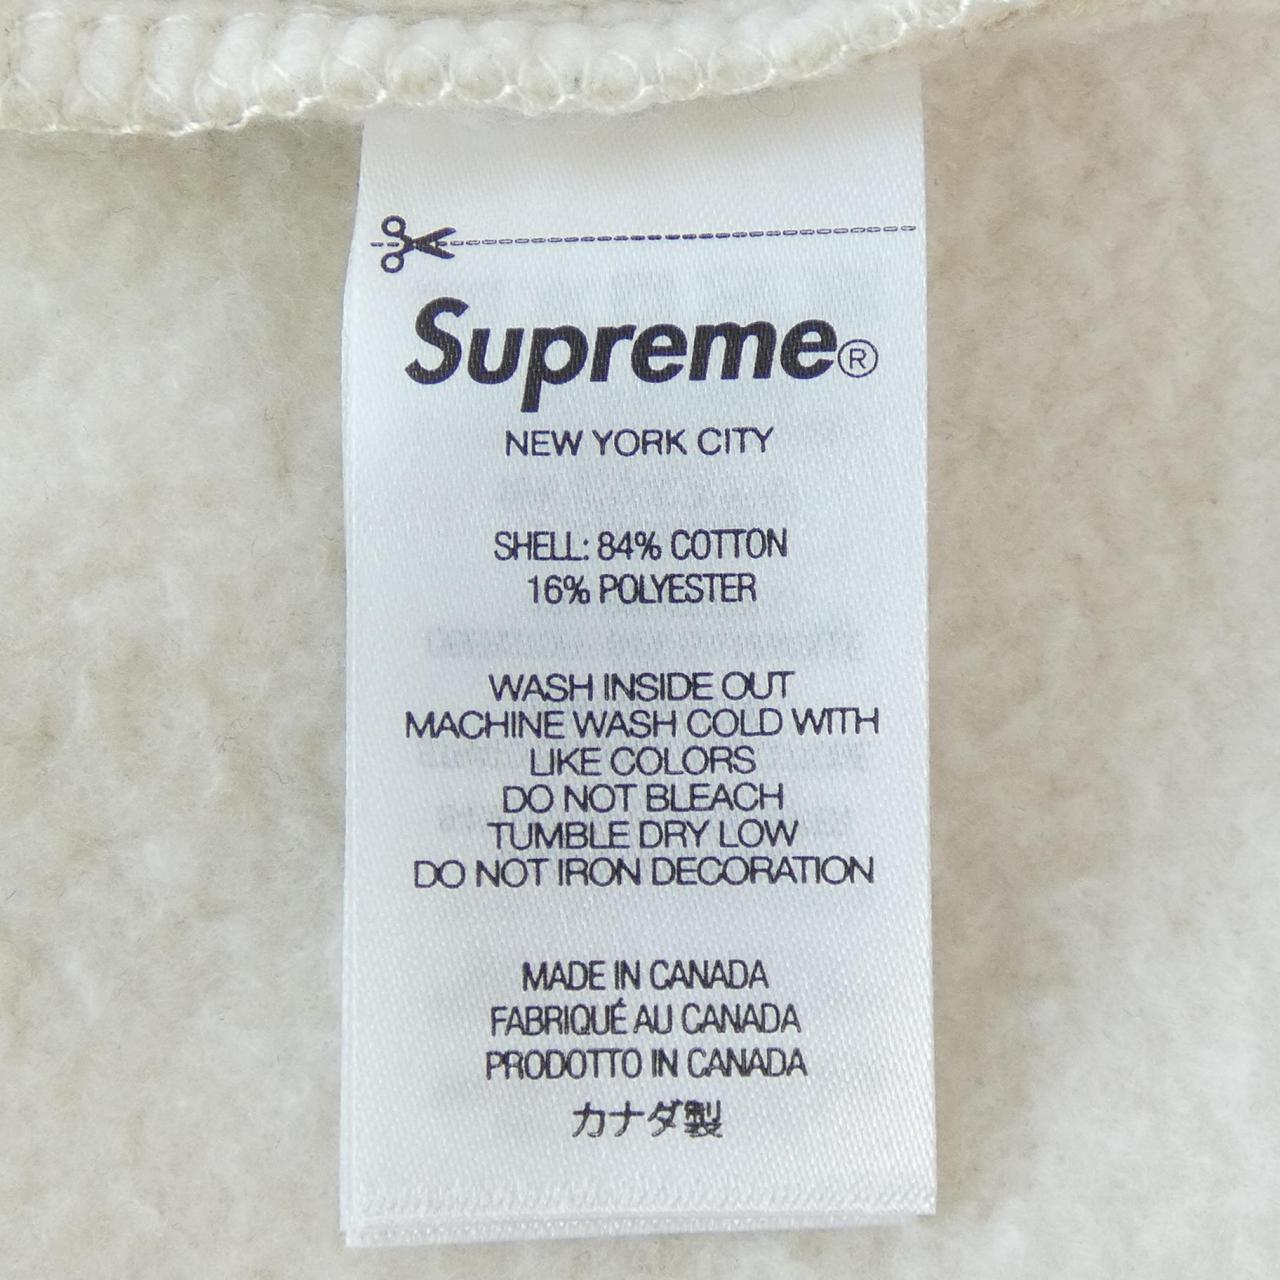 Supreme®
NEW YORK CITY
SHELL: 84% COTTON
16% POLYESTER
WASH INSIDE OUT
MACHINE WASH COLD WITH
LIKE COLORS
DO NOT BLEACH
TUMBLE DRY LOW
DO NOT IRON DECORATION
MADE IN CANADA
FABRIQUÉ AU CANADA
PRODOTTO IN CANADA
カナダ製